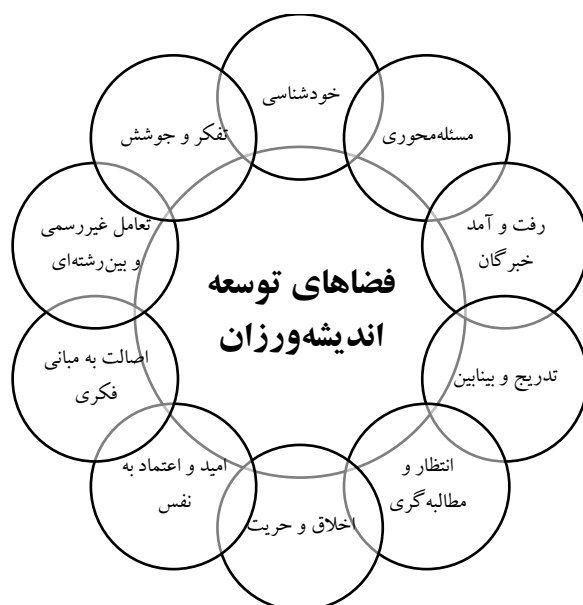 خودشناسی
مسئله‌محوری
رفت و آمد
خبرگان
تدریج و بینابین
انتظار و
مطالبه‌گری
اخلاق و حریت
امید و اعتماد به
نفس
اصالت به مبانی
فکری
تعامل غیررسمی
و بین‌رشته‌ای
تفکر و جوشش
فضاهای توسعه
اندیشه‌ورزان